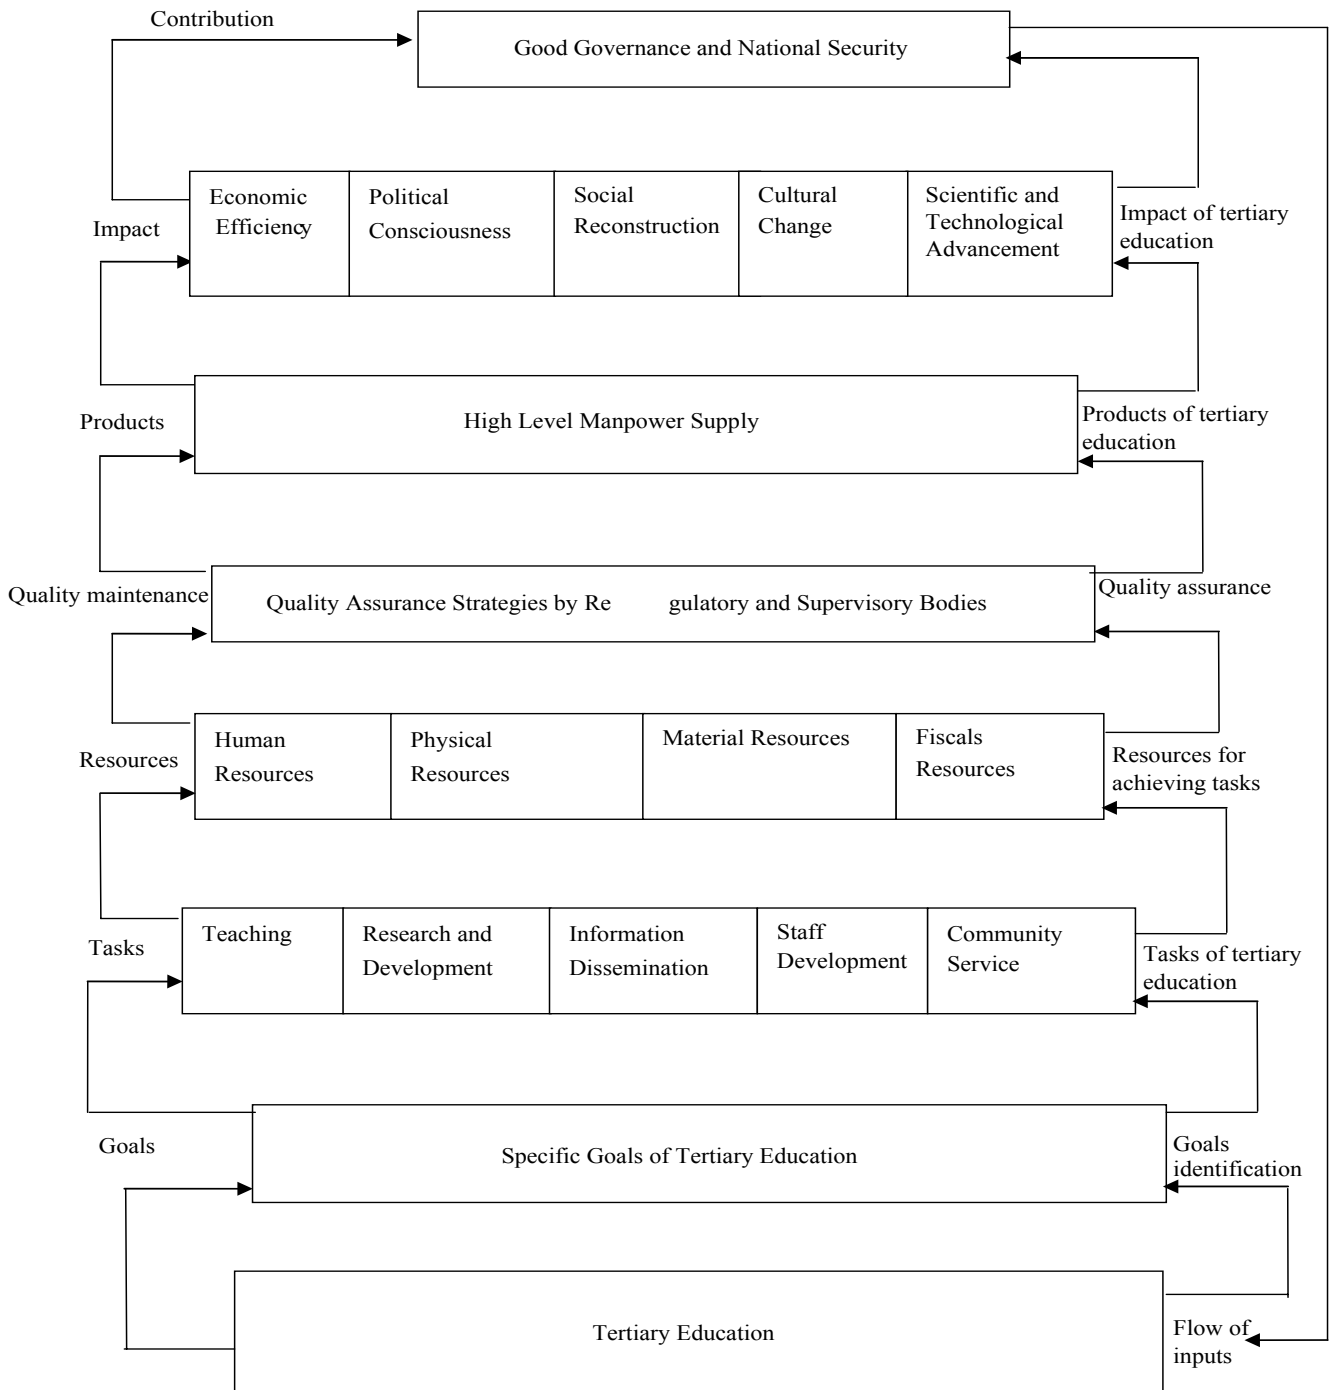 Contribution
Good Governance and National Security
Economic
Efficiency
Political
Consciousness
Social
Reconstruction
Cultural
Change
Scientific and
Technological
Advancement
Impact
Impact of tertiary
education
Products
High Level Manpower Supply
Products of tertiary
education
Quality maintenance
Quality Assurance Strategies by Re gulatory and Supervisory Bodies
Quality assurance
Resources
Human
Resources
Physical
Resources
Material Resources
Fiscals
Resources
Resources for
achieving tasks
Tasks
Teaching
Research and
Development
Information
Dissemination
Staff
Development
Community
Service
Tasks of tertiary
education
Goals
Specific Goals of Tertiary Education
Goals
identification
Tertiary Education
Flow of
inputs